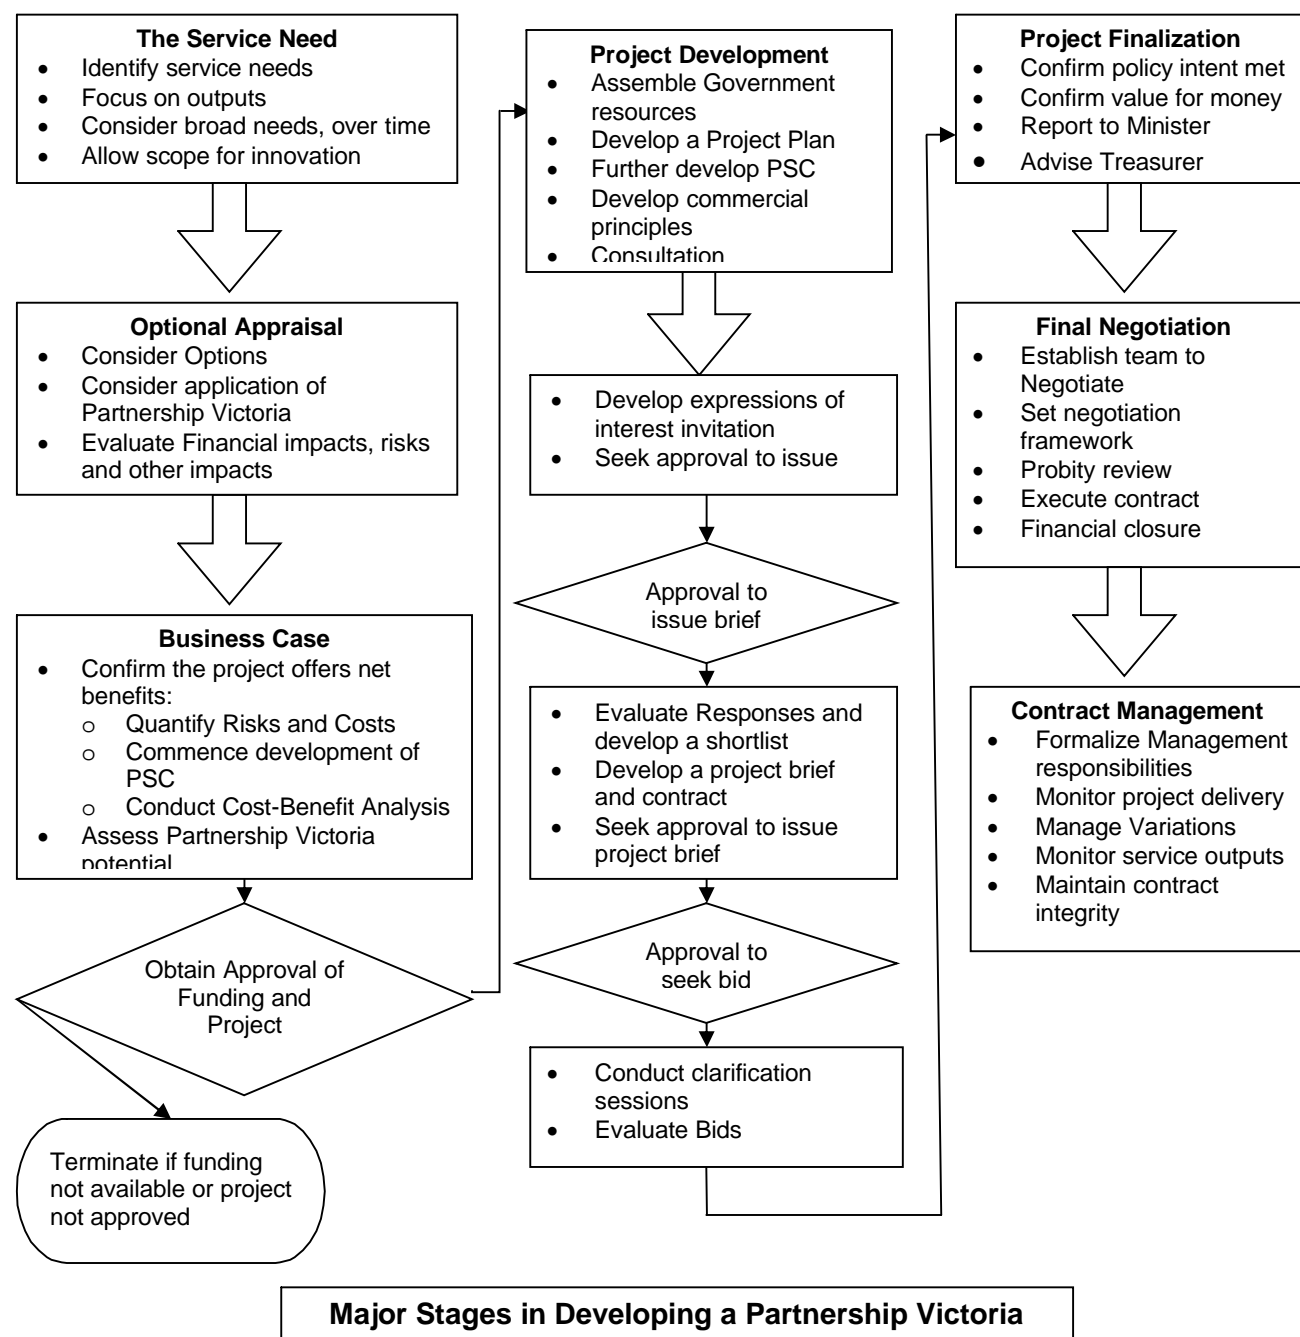 The Service Need
• Identify service needs
• Focus on outputs
• Consider broad needs, over time
• Allow scope for innovation
Optional Appraisal
• Consider Options
• Consider application of
Partnership Victoria
• Evaluate Financial impacts, risks
and other impacts
Business Case
• Confirm the project offers net
benefits:
o Quantify Risks and Costs
o Commence development of
PSC
o Conduct Cost-Benefit Analysis
• Assess Partnership Victoria
potential
Obtain Approval of
Funding and
Project
Terminate if funding
not available or project
not approved
Project Development
• Assemble Government
resources
• Develop a Project Plan
• Further develop PSC
• Develop commercial
principles
• Consultation
• Develop expressions of
interest invitation
• Seek approval to issue
Approval to
issue brief
• Evaluate Responses and
develop a shortlist
• Develop a project brief
and contract
• Seek approval to issue
project brief
Approval to
seek bid
• Conduct clarification
sessions
• Evaluate Bids
Project Finalization
• Confirm policy intent met
• Confirm value for money
• Report to Minister
• Advise Treasurer
Final Negotiation
• Establish team to
Negotiate
• Set negotiation
framework
• Probity review
• Execute contract
• Financial closure
Contract Management
• Formalize Management
responsibilities
• Monitor project delivery
• Manage Variations
• Monitor service outputs
• Maintain contract
integrity
Major Stages in Developing a Partnership Victoria